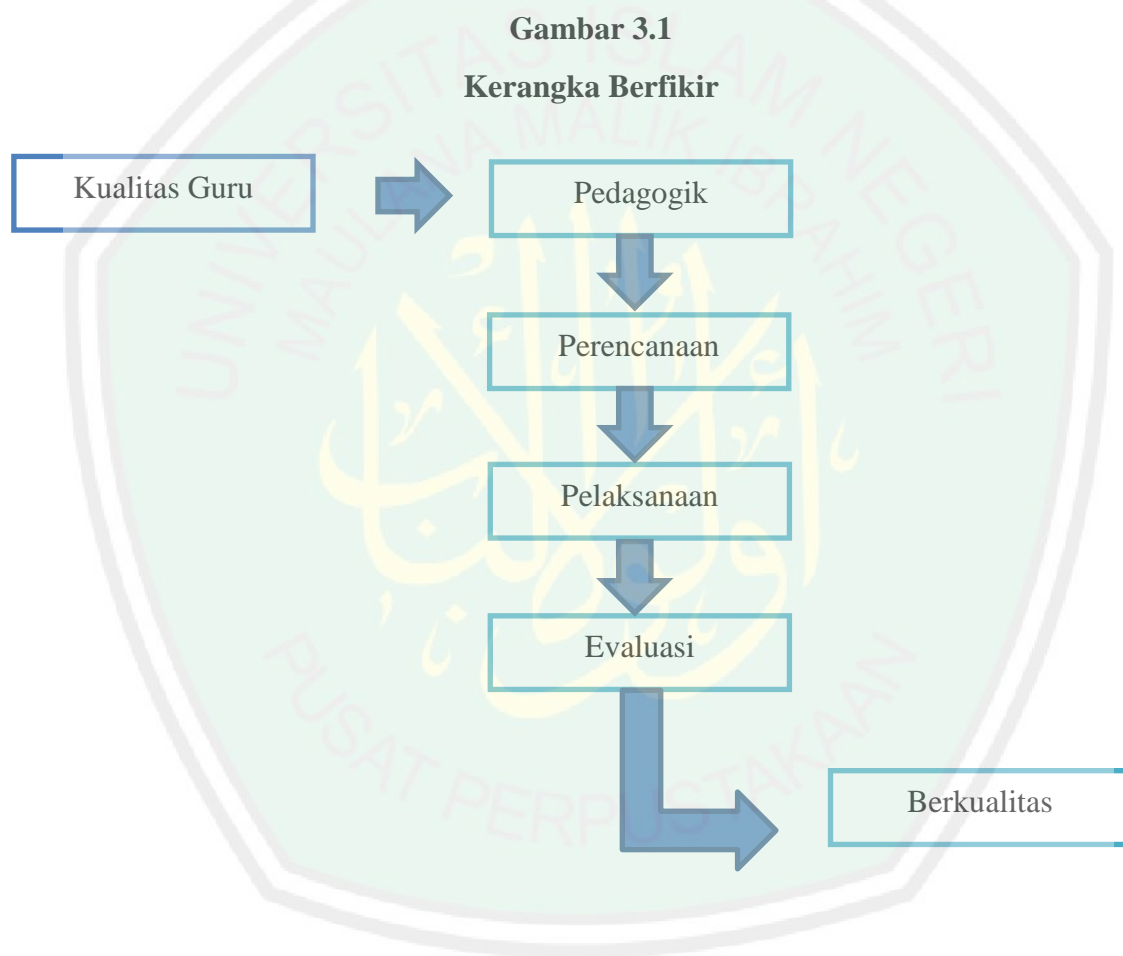 Gambar 3.1
Kerangka Berfikir
Kualitas Guru
Pedagogik
Perencanaan
Pelaksanaan
Evaluasi
Berkualitas
UNIVERSITAS ISLAM NEGERI
MAULANA MALIK IBRAHIM
PUSAT PERPUSTAKAAN